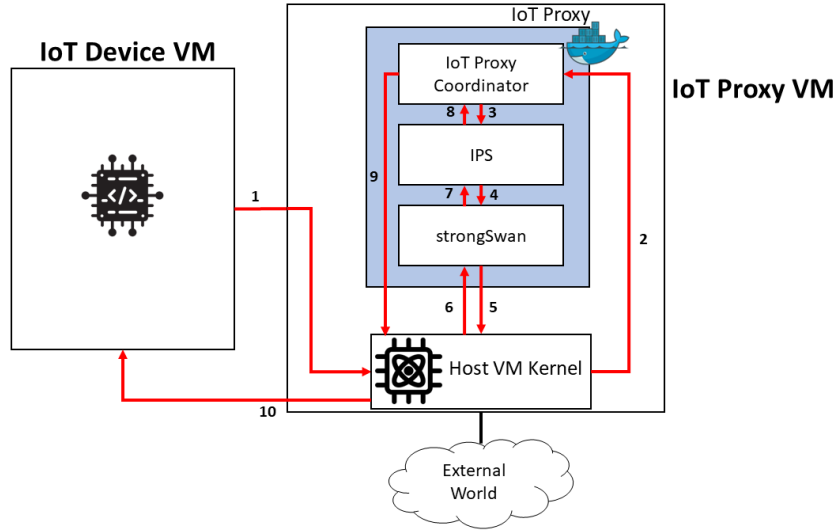 IoT Proxy
IoT Device VM
IoT Proxy VM
IoT Proxy
Coordinator
8
3
IPS
9
7
4
1
strongSwan
2
6
5
Host VM Kernel
10
</>
External
World